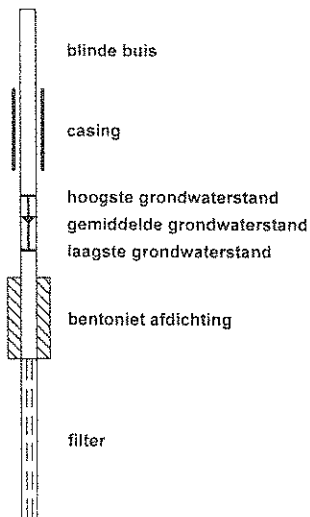 blinde buis
casing
hoogste grondwaterstand
gemiddelde grondwaterstand
laagste grondwaterstand
bentoniet afdichting
filter